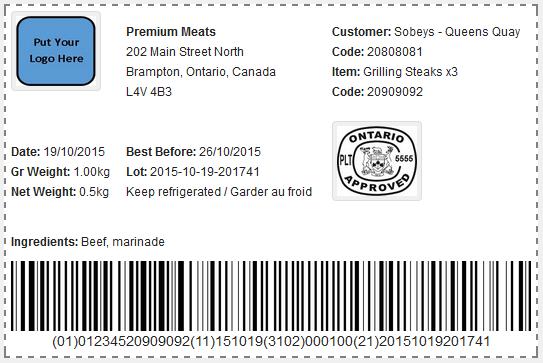 Put Your
Logo Here
Premium Meats
202 Main Street North
Brampton, Ontario, Canada
L4V 4B3
Customer: Sobeys - Queens Quay
Code: 20808081
Item: Grilling Steaks x3
Code: 20909092
Date: 19/10/2015
Gr Weight: 1.00kg
Net Weight: 0.5kg
Best Before: 26/10/2015
Lot: 2015-10-19-201741
Keep refrigerated / Garder au froid
ONTARIO
PLT 5555
APPROVED
Ingredients: Beef, marinade
(01)01234520909092(11)151019(3102)000100(21)20151019201741